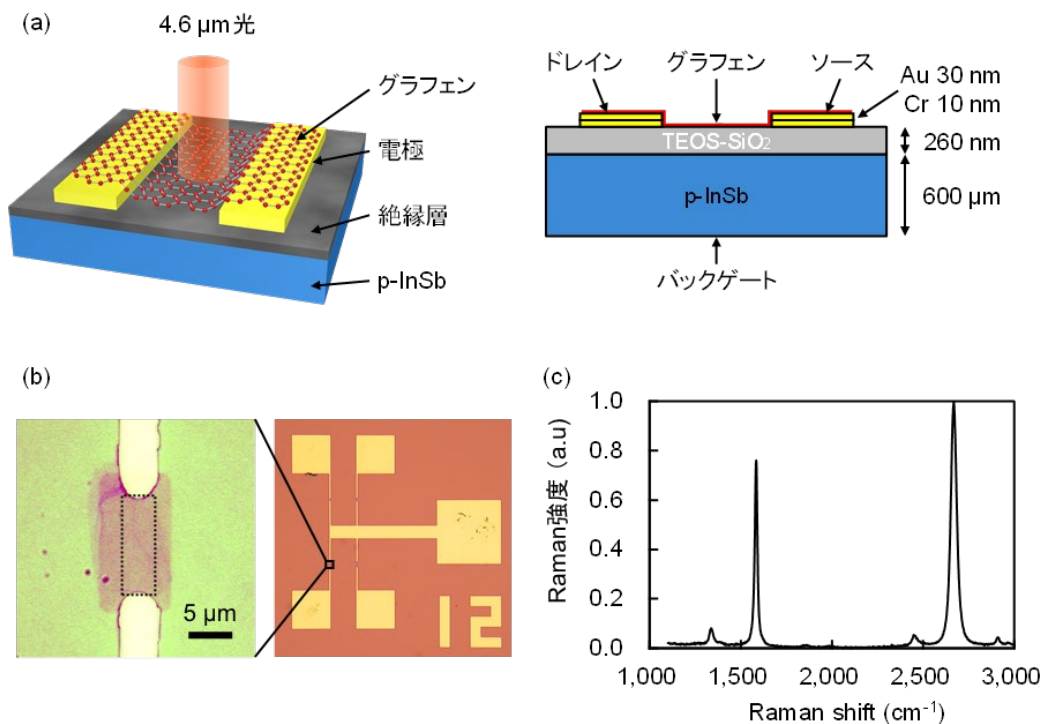 (a)
4.6 µm光
グラフェン
電極
絶縁層
p-InSb
ドレイン
グラフェン
ソース
Au 30 nm
Cr 10 nm
TEOS-SiO₂
260 nm
p-InSb
600 µm
バックゲート
(b)
5 µm
12
(c)
Raman強度 (a.u)
1.0
0.8
0.6
0.4
0.2
0.0
1,000 1,500 2,000 2,500 3,000
Raman shift (cm⁻¹)